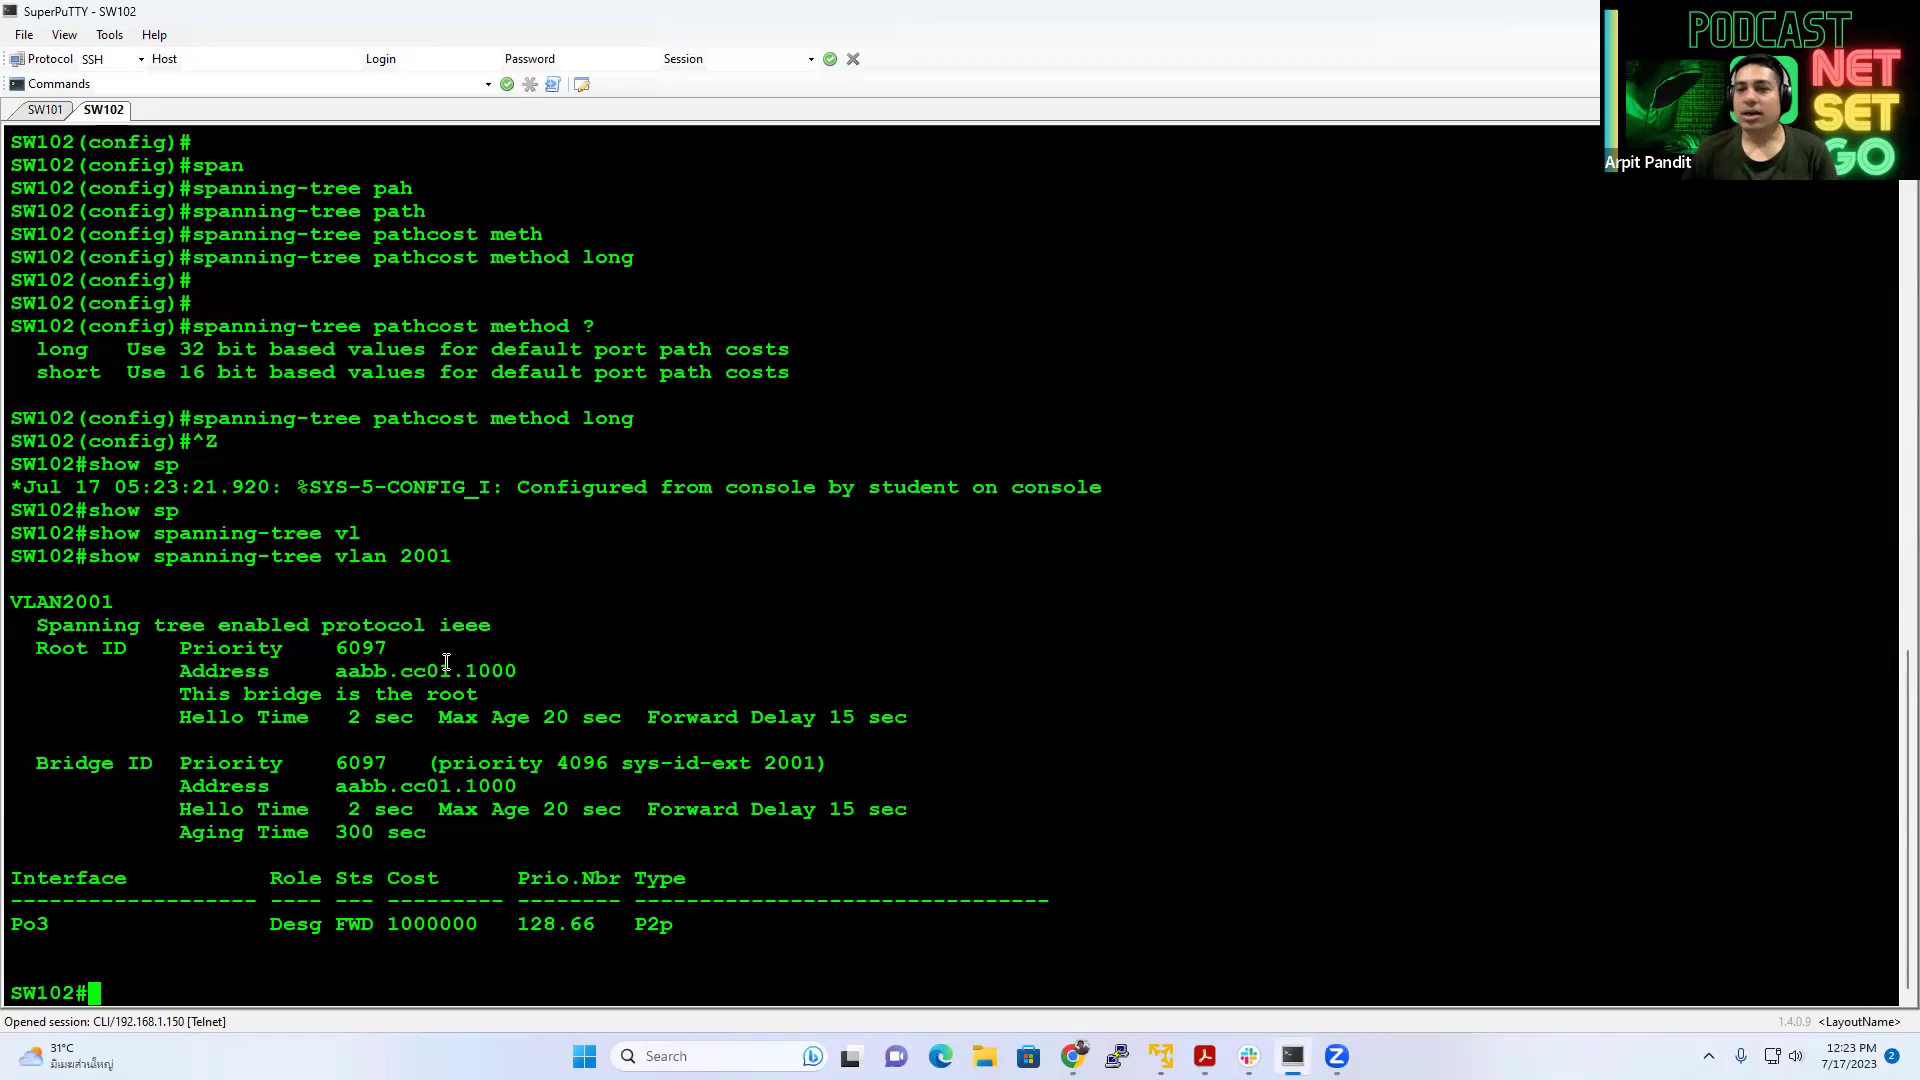 SuperPuTTY - SW102
File View Tools Help
Protocol SSH Host Login Password Session
Commands
SW101 SW102
PODCAST
NET
SET
GO
Arpit Pandit
SW102(config)#
SW102(config)#span
SW102(config)#spanning-tree pah
SW102(config)#spanning-tree path
SW102(config)#spanning-tree pathcost meth
SW102(config)#spanning-tree pathcost method long
SW102(config)#
SW102(config)#
SW102(config)#spanning-tree pathcost method ?
long Use 32 bit based values for default port path costs
short Use 16 bit based values for default port path costs
SW102(config)#spanning-tree pathcost method long
SW102(config)#^Z
SW102#show sp
*Jul 17 05:23:21.920: %SYS-5-CONFIG_I: Configured from console by student on console
SW102#show sp
SW102#show spanning-tree vl
SW102#show spanning-tree vlan 2001
VLAN2001
Spanning tree enabled protocol ieee
Root ID Priority 6097
Address aabb.cc01.1000
This bridge is the root
Hello Time 2 sec Max Age 20 sec Forward Delay 15 sec
Bridge ID Priority 6097 (priority 4096 sys-id-ext 2001)
Address aabb.cc01.1000
Hello Time 2 sec Max Age 20 sec Forward Delay 15 sec
Aging Time 300 sec
Interface Role Sts Cost Prio.Nbr Type
------------------- ---- --- --------- -------- --------------------------------
Po3 Desg FWD 1000000 128.66 P2p
SW102#
Opened session: CLI/192.168.1.150 [Telnet]
1.4.0.9 <LayoutName>
31°C
มีเมฆส่วนใหญ่
Search
12:23 PM
7/17/2023
2